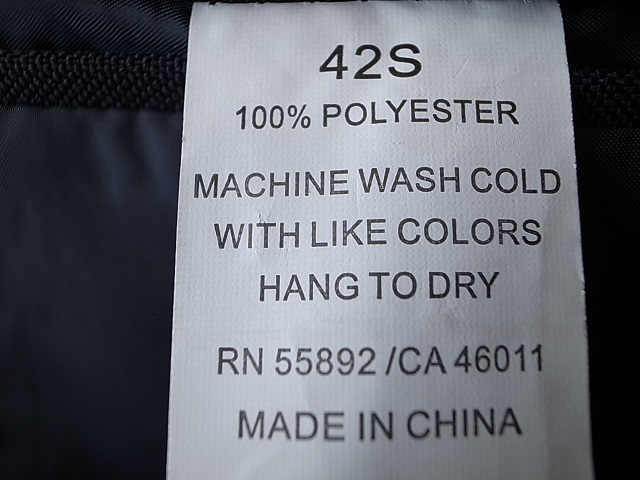 42S
100% POLYESTER
MACHINE WASH COLD
WITH LIKE COLORS
HANG TO DRY
RN 55892 /CA 46011
MADE IN CHINA